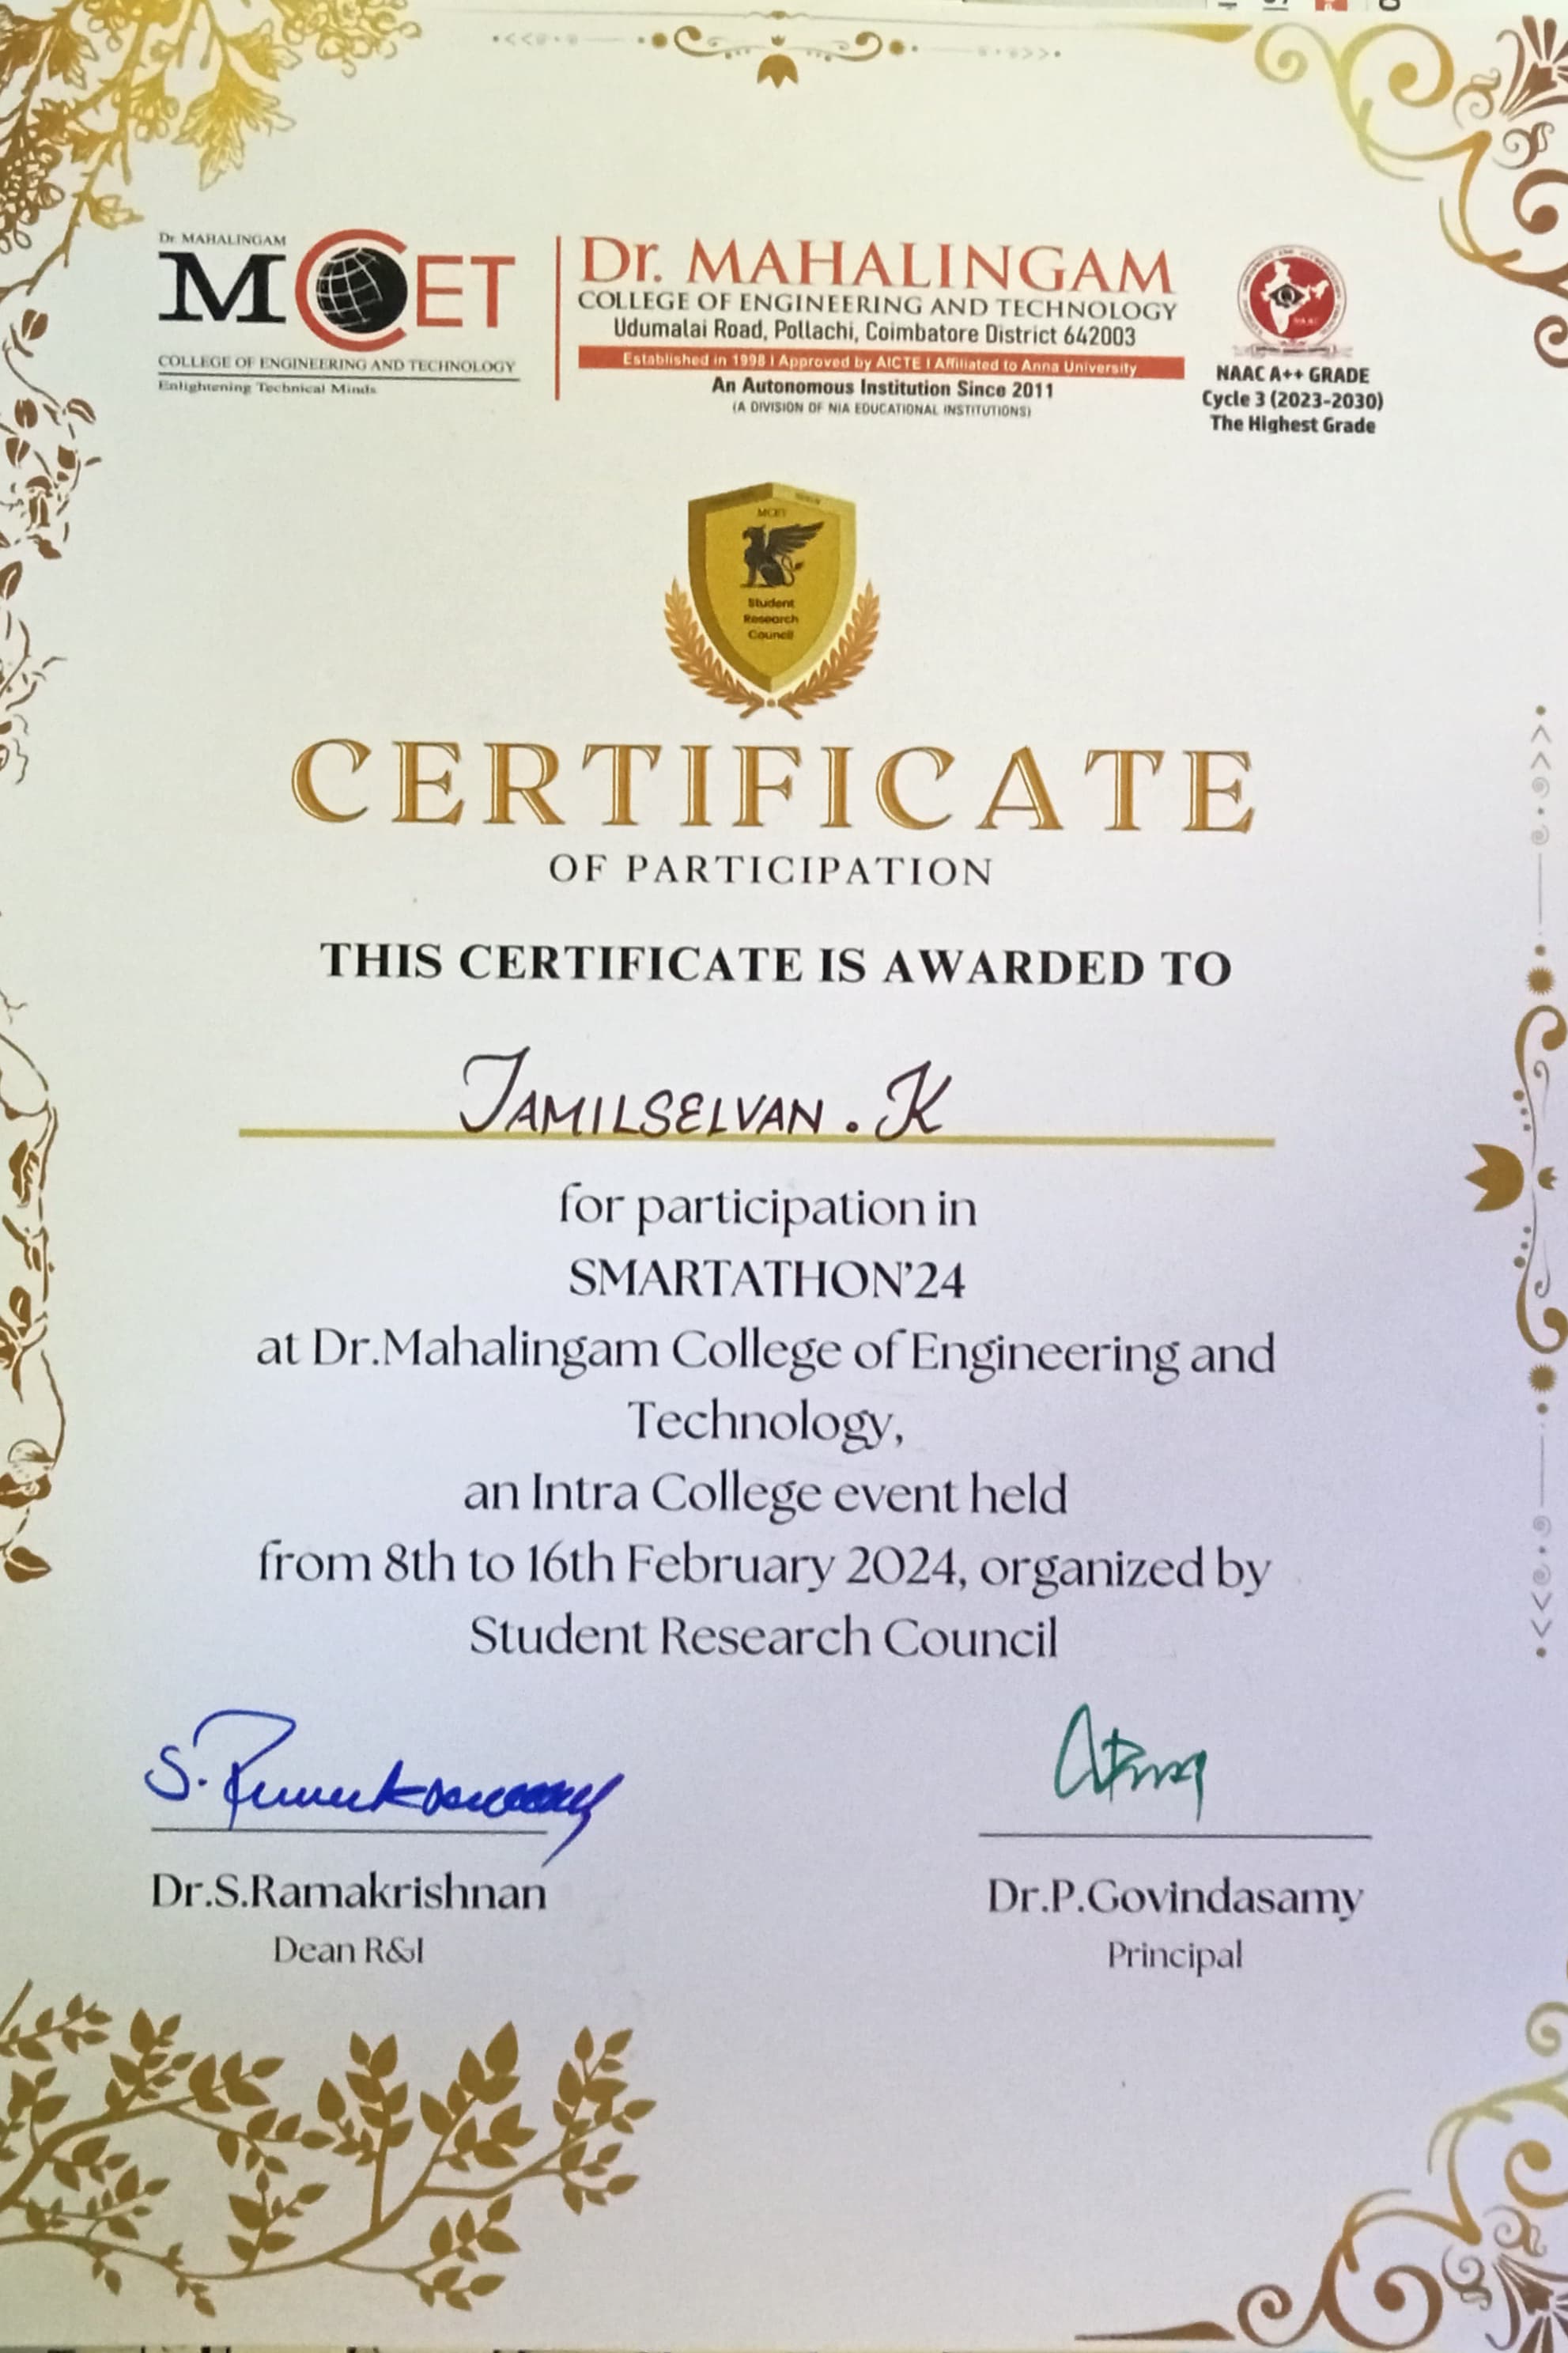 Dr. MAHALINGAM
MCET
COLLEGE OF ENGINEERING AND TECHNOLOGY
Enlightening Technical Minds
Dr. MAHALINGAM
COLLEGE OF ENGINEERING AND TECHNOLOGY
Udumalai Road, Pollachi, Coimbatore District 642003
Established in 1998 I Approved by AICTE I Affiliated to Anna University
An Autonomous Institution Since 2011
(A DIVISION OF NIA EDUCATIONAL INSTITUTIONS)
NAAC A++ GRADE
Cycle 3 (2023-2030)
The Highest Grade
MCET
Student
Research
Council
CERTIFICATE
OF PARTICIPATION
THIS CERTIFICATE IS AWARDED TO
TAMILSELVAN . K
for participation in
SMARTATHON'24
at Dr.Mahalingam College of Engineering and
Technology,
an Intra College event held
from 8th to 16th February 2024, organized by
Student Research Council
Dr.S.Ramakrishnan
Dean R&I
Dr.P.Govindasamy
Principal